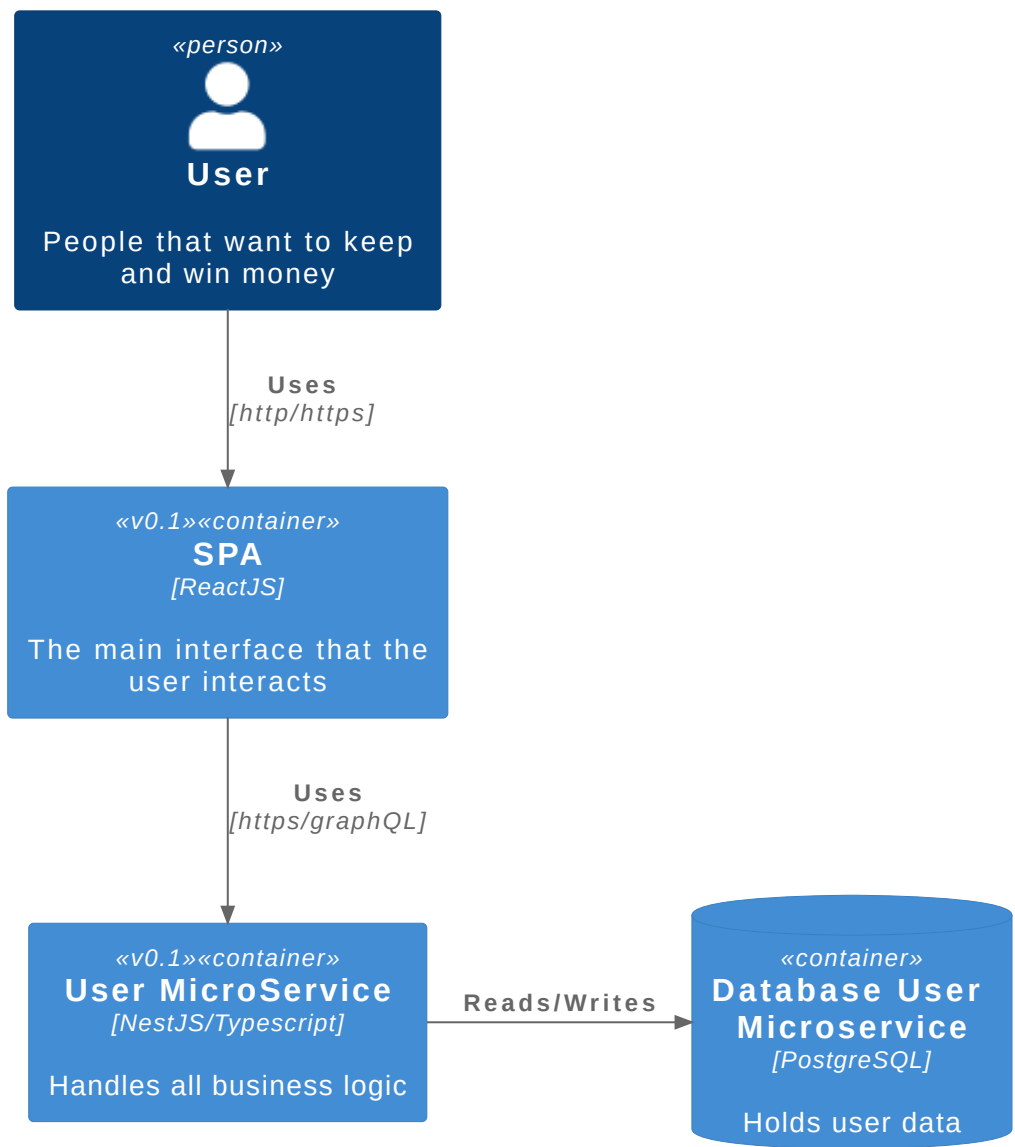 «person»
User
People that want to keep
and win money
Uses
[http/https]
«v0.1»«container»
SPA
[ReactJS]
The main interface that the
user interacts
Uses
[https/graphQL]
«v0.1»«container»
User MicroService
[NestJS/Typescript]
Handles all business logic
Reads/Writes
«container»
Database User
Microservice
[PostgreSQL]
Holds user data